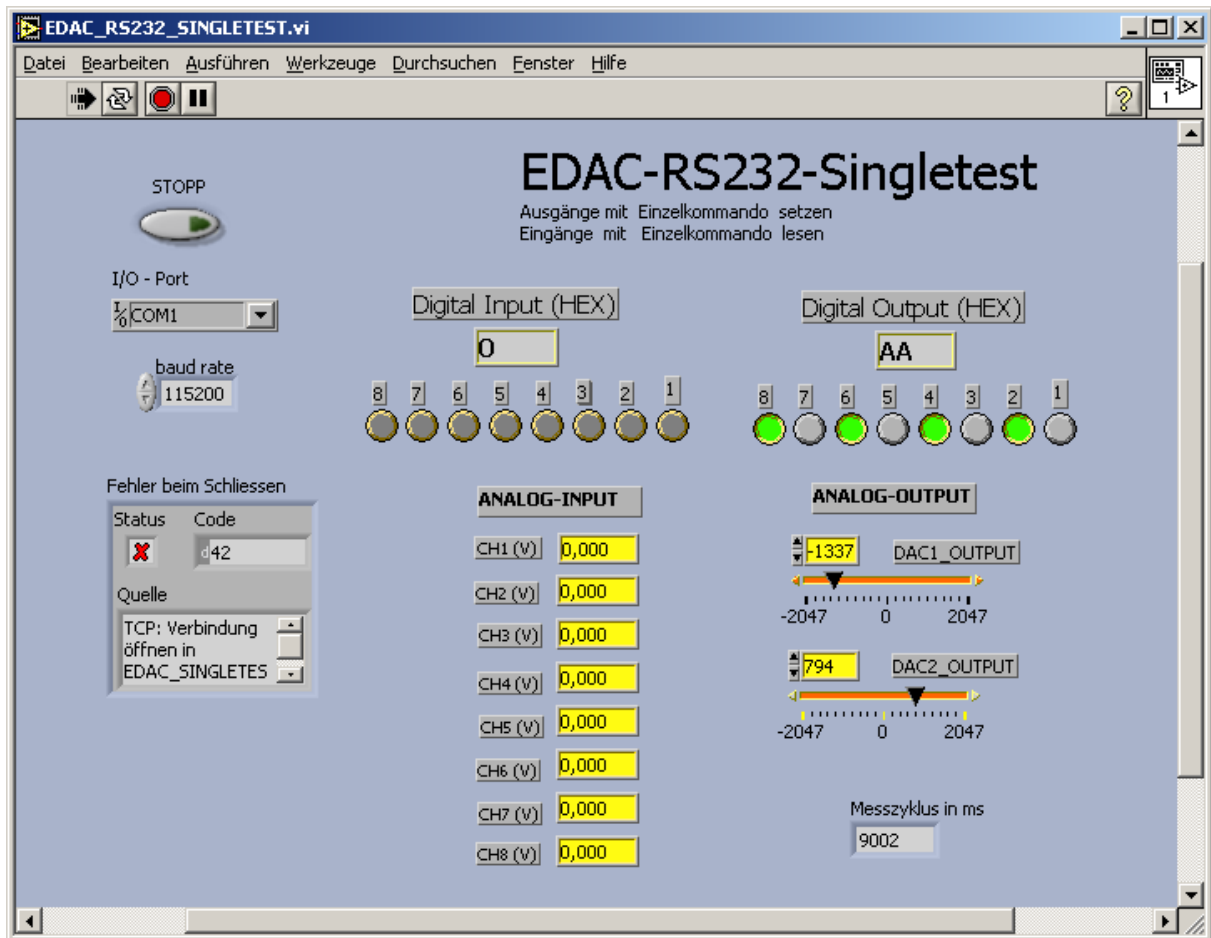 EDAC_RS232_SINGLETEST.vi
Datei Bearbeiten Ausführen Werkzeuge Durchsuchen Fenster Hilfe
?
1
EDAC-RS232-Singletest
Ausgänge mit Einzelkommando setzen
Eingänge mit Einzelkommando lesen
STOPP
I/O - Port
I/O COM1
baud rate
115200
Digital Input (HEX)
0
8 7 6 5 4 3 2 1
Digital Output (HEX)
AA
8 7 6 5 4 3 2 1
Fehler beim Schliessen
Status Code
d 42
Quelle
TCP: Verbindung
öffnen in
EDAC_SINGLETES
ANALOG-INPUT
CH1 (V) 0,000
CH2 (V) 0,000
CH3 (V) 0,000
CH4 (V) 0,000
CH5 (V) 0,000
CH6 (V) 0,000
CH7 (V) 0,000
CH8 (V) 0,000
ANALOG-OUTPUT
-1337 DAC1_OUTPUT
-2047 0 2047
794 DAC2_OUTPUT
-2047 0 2047
Messzyklus in ms
9002